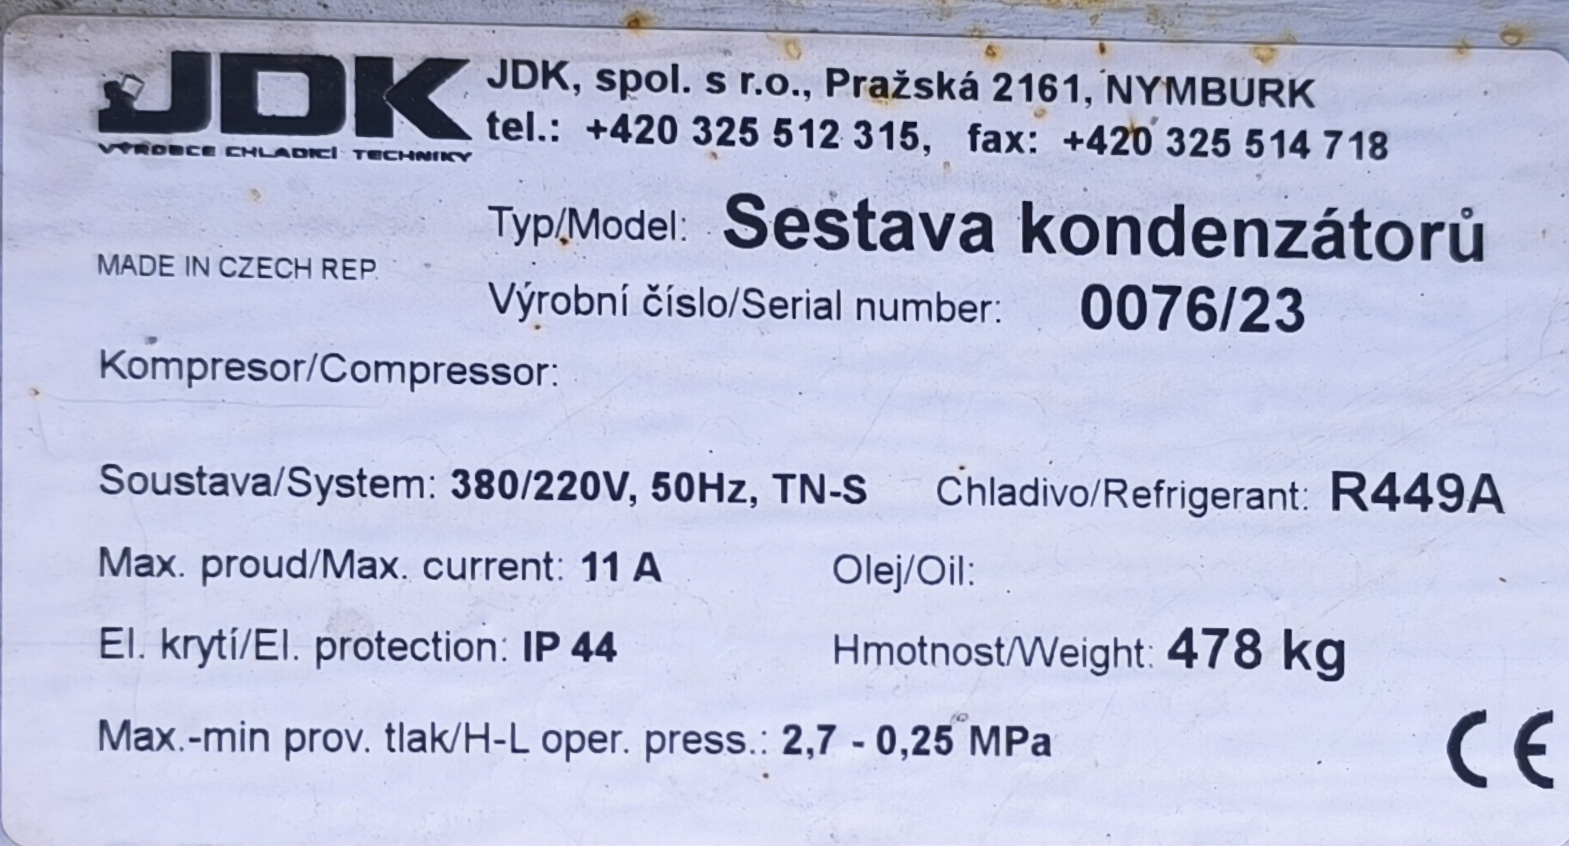 JDK
VÝROBCE CHLADICÍ TECHNIKY
JDK, spol. s r.o., Pražská 2161, NYMBURK
tel.: +420 325 512 315, fax: +420 325 514 718
Typ/Model: Sestava kondenzátorů
MADE IN CZECH REP.
Výrobní číslo/Serial number: 0076/23
Kompresor/Compressor:
Soustava/System: 380/220V, 50Hz, TN-S Chladivo/Refrigerant: R449A
Max. proud/Max. current: 11 A Olej/Oil:
El. krytí/El. protection: IP 44 Hmotnost/Weight: 478 kg
Max.-min prov. tlak/H-L oper. press.: 2,7 - 0,25 MPa
CE